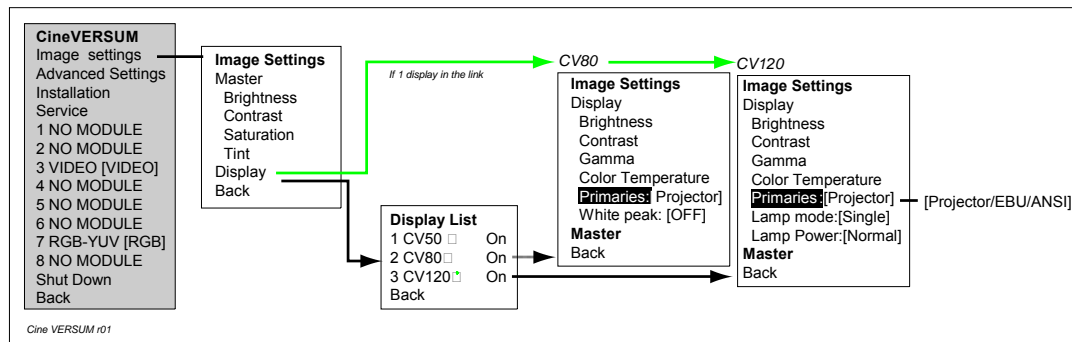 CineVERSUM
Image settings
Advanced Settings
Installation
Service
1 NO MODULE
2 NO MODULE
3 VIDEO [VIDEO]
4 NO MODULE
5 NO MODULE
6 NO MODULE
7 RGB-YUV [RGB]
8 NO MODULE
Shut Down
Back
Cine VERSUM r01
Image Settings
Master
Brightness
Contrast
Saturation
Tint
Display
Back
If 1 display in the link
Display List
1 CV50 □ On
2 CV80□ On
3 CV120□ On
Back
CV80
Image Settings
Display
Brightness
Contrast
Gamma
Color Temperature
Primaries: Projector]
White peak: [OFF]
Master
Back
CV120
Image Settings
Display
Brightness
Contrast
Gamma
Color Temperature
Primaries:[Projector]
Lamp mode:[Single]
Lamp Power:[Normal]
Master
Back
[Projector/EBU/ANSI]